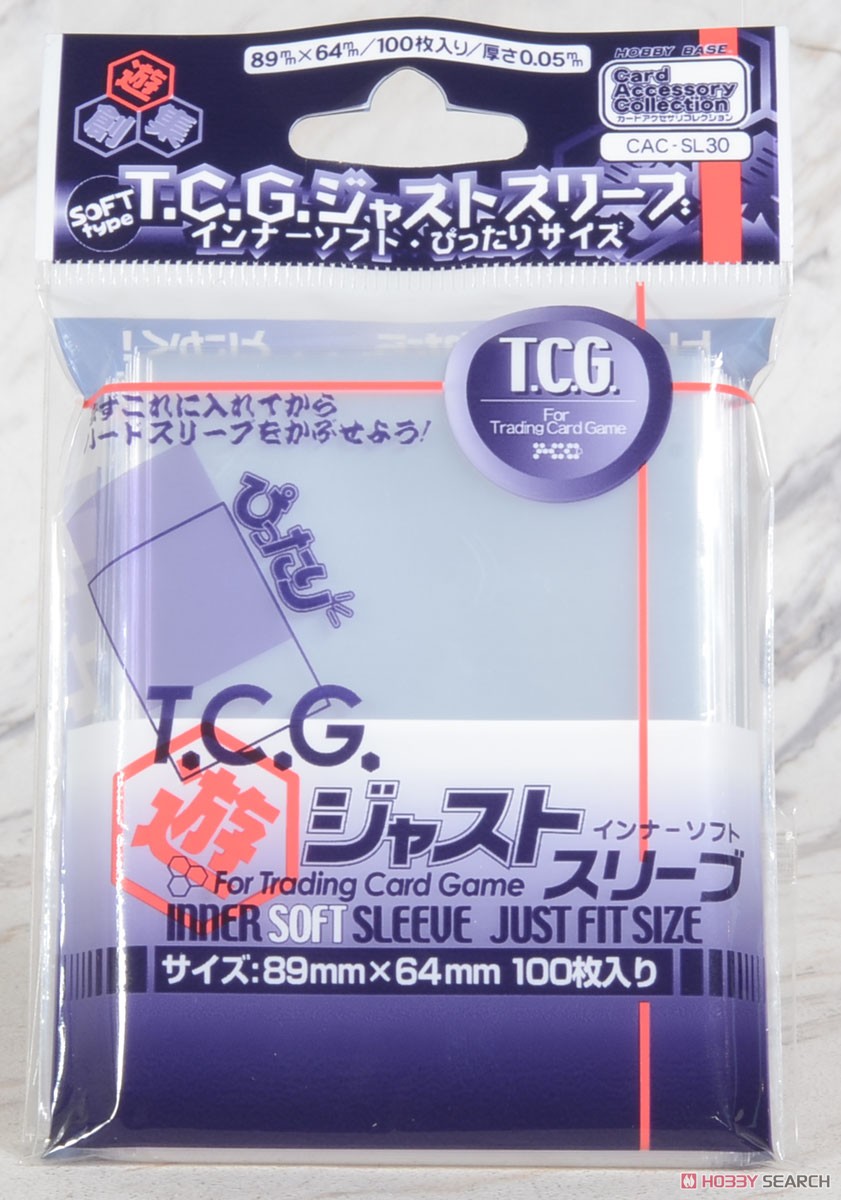 89mm×64mm/100枚入り/厚さ0.05mm
HOBBY BASE
Card
Accessory
Collection
カードアクセサリコレクション
CAC-SL30
遊
創 集
SOFT
type
T.C.G.ジャストスリーブ:
インナーソフト・ぴったりサイズ
T.C.G.
For
Trading Card Game
ずこれに入れてから
ードスリーブをかぶせよう!
ぴったり
T.C.G.
遊
ジャスト
インナーソフト
スリーブ
For Trading Card Game
INNER SOFT SLEEVE JUST FIT SIZE
サイズ:89mm×64mm 100枚入り
HOBBY SEARCH